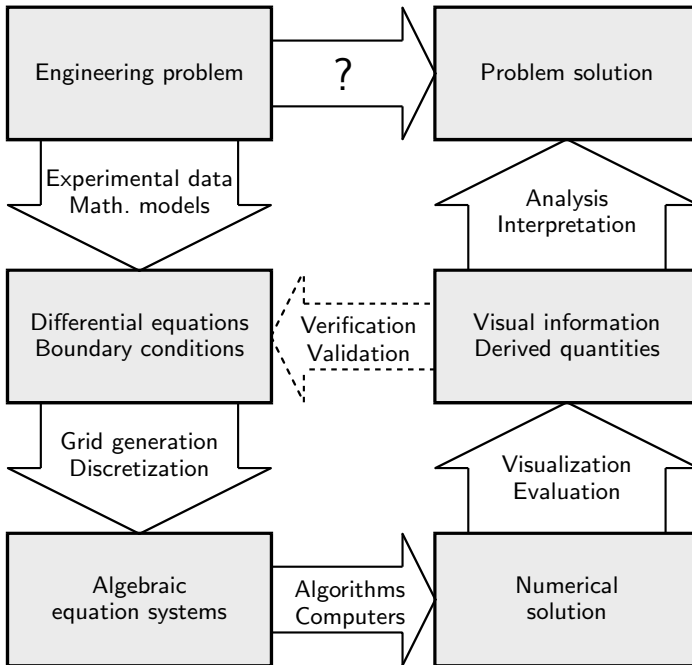 Engineering problem
?
Problem solution
Experimental data
Math. models
Analysis
Interpretation
Differential equations
Boundary conditions
Verification
Validation
Visual information
Derived quantities
Grid generation
Discretization
Visualization
Evaluation
Algebraic
equation systems
Algorithms
Computers
Numerical
solution